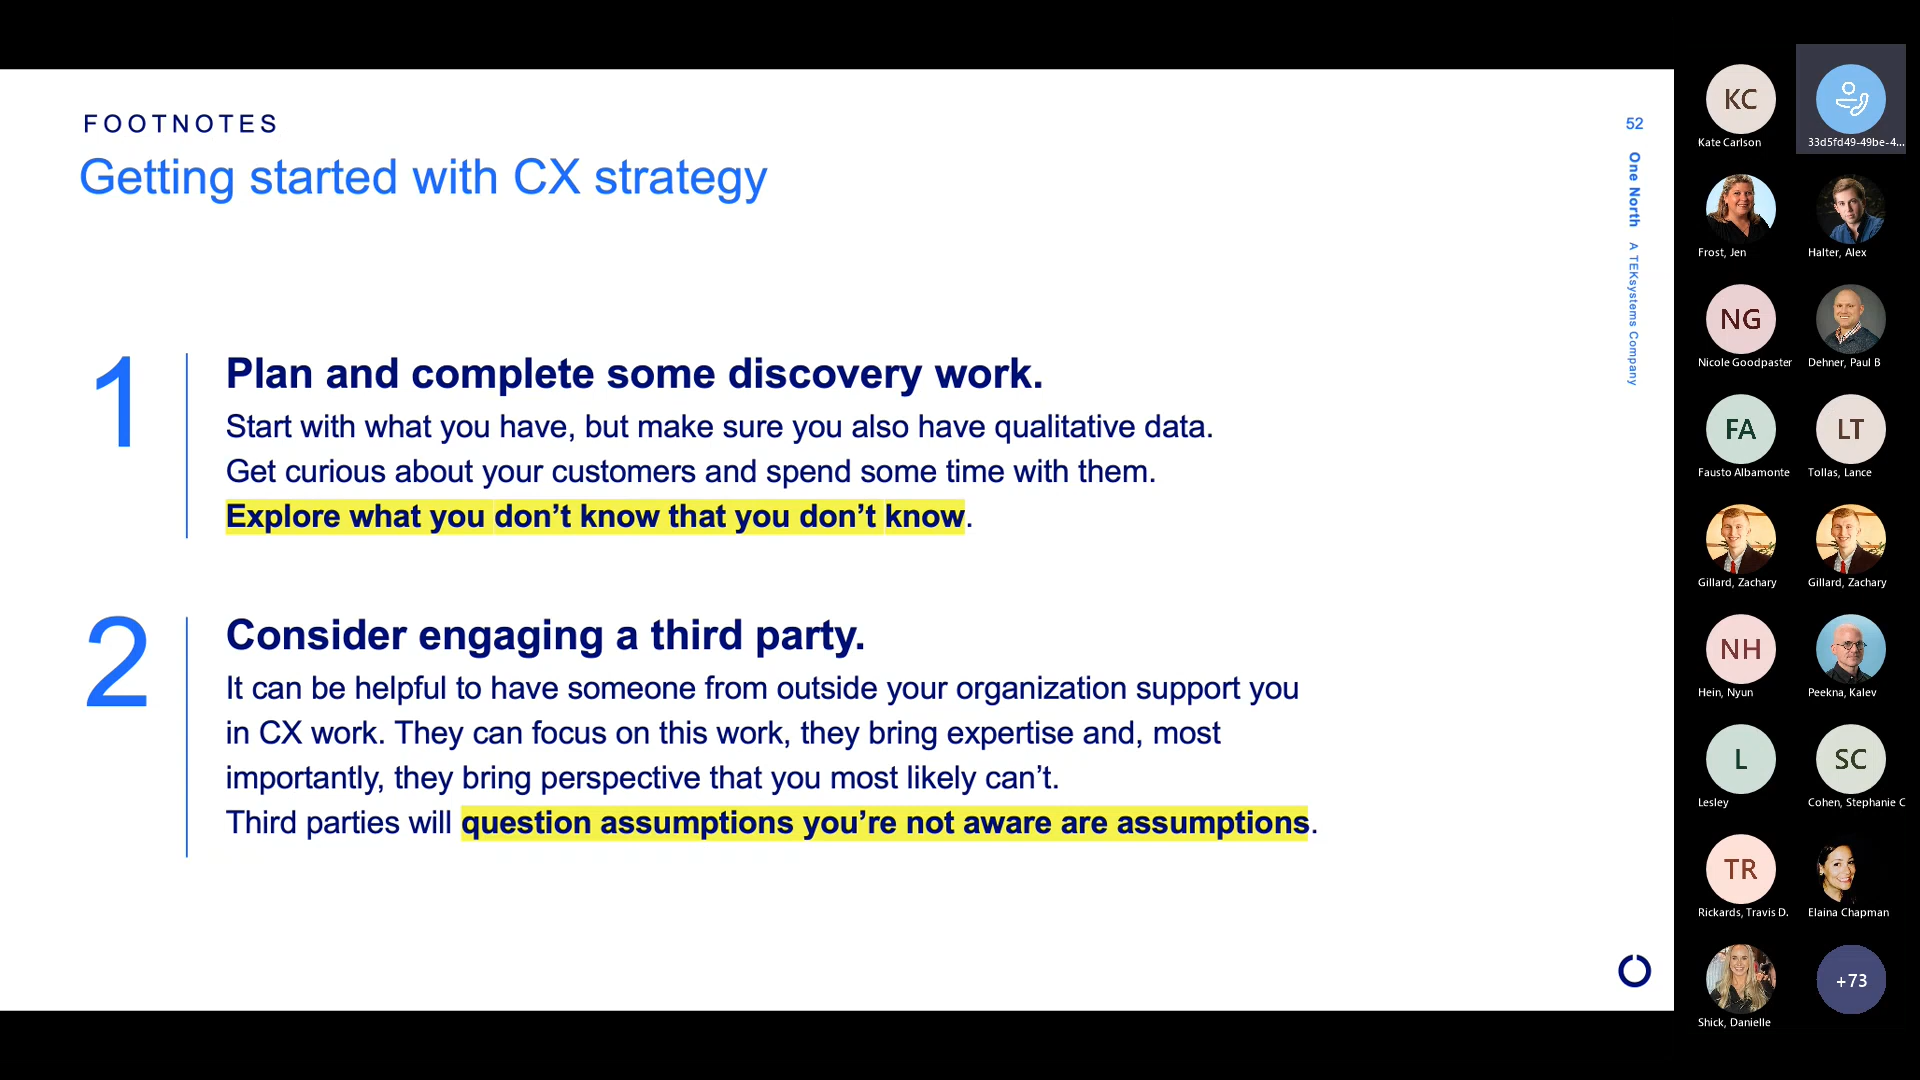 FOOTNOTES
Getting started with CX strategy
1
Plan and complete some discovery work.
Start with what you have, but make sure you also have qualitative data.
Get curious about your customers and spend some time with them.
Explore what you don’t know that you don’t know.
2
Consider engaging a third party.
It can be helpful to have someone from outside your organization support you
in CX work. They can focus on this work, they bring expertise and, most
importantly, they bring perspective that you most likely can’t.
Third parties will question assumptions you’re not aware are assumptions.
52
One North A TEKsystems Company
KC
Kate Carlson
33d5fd49-49be-4...
Frost, Jen
Halter, Alex
NG
Nicole Goodpaster
Dehner, Paul B
FA
Fausto Albamonte
LT
Tollas, Lance
Gillard, Zachary
Gillard, Zachary
NH
Hein, Nyun
Peekna, Kalev
L
Lesley
SC
Cohen, Stephanie C
TR
Rickards, Travis D.
Elaina Chapman
Shick, Danielle
+73